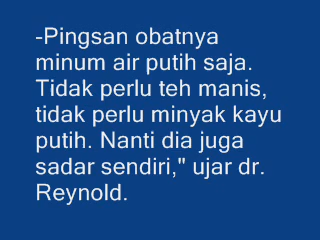 -Pingsan obatnya
minum air putih saja.
Tidak perlu teh manis,
tidak perlu minyak kayu
putih. Nanti dia juga
sadar sendiri," ujar dr.
Reynold.